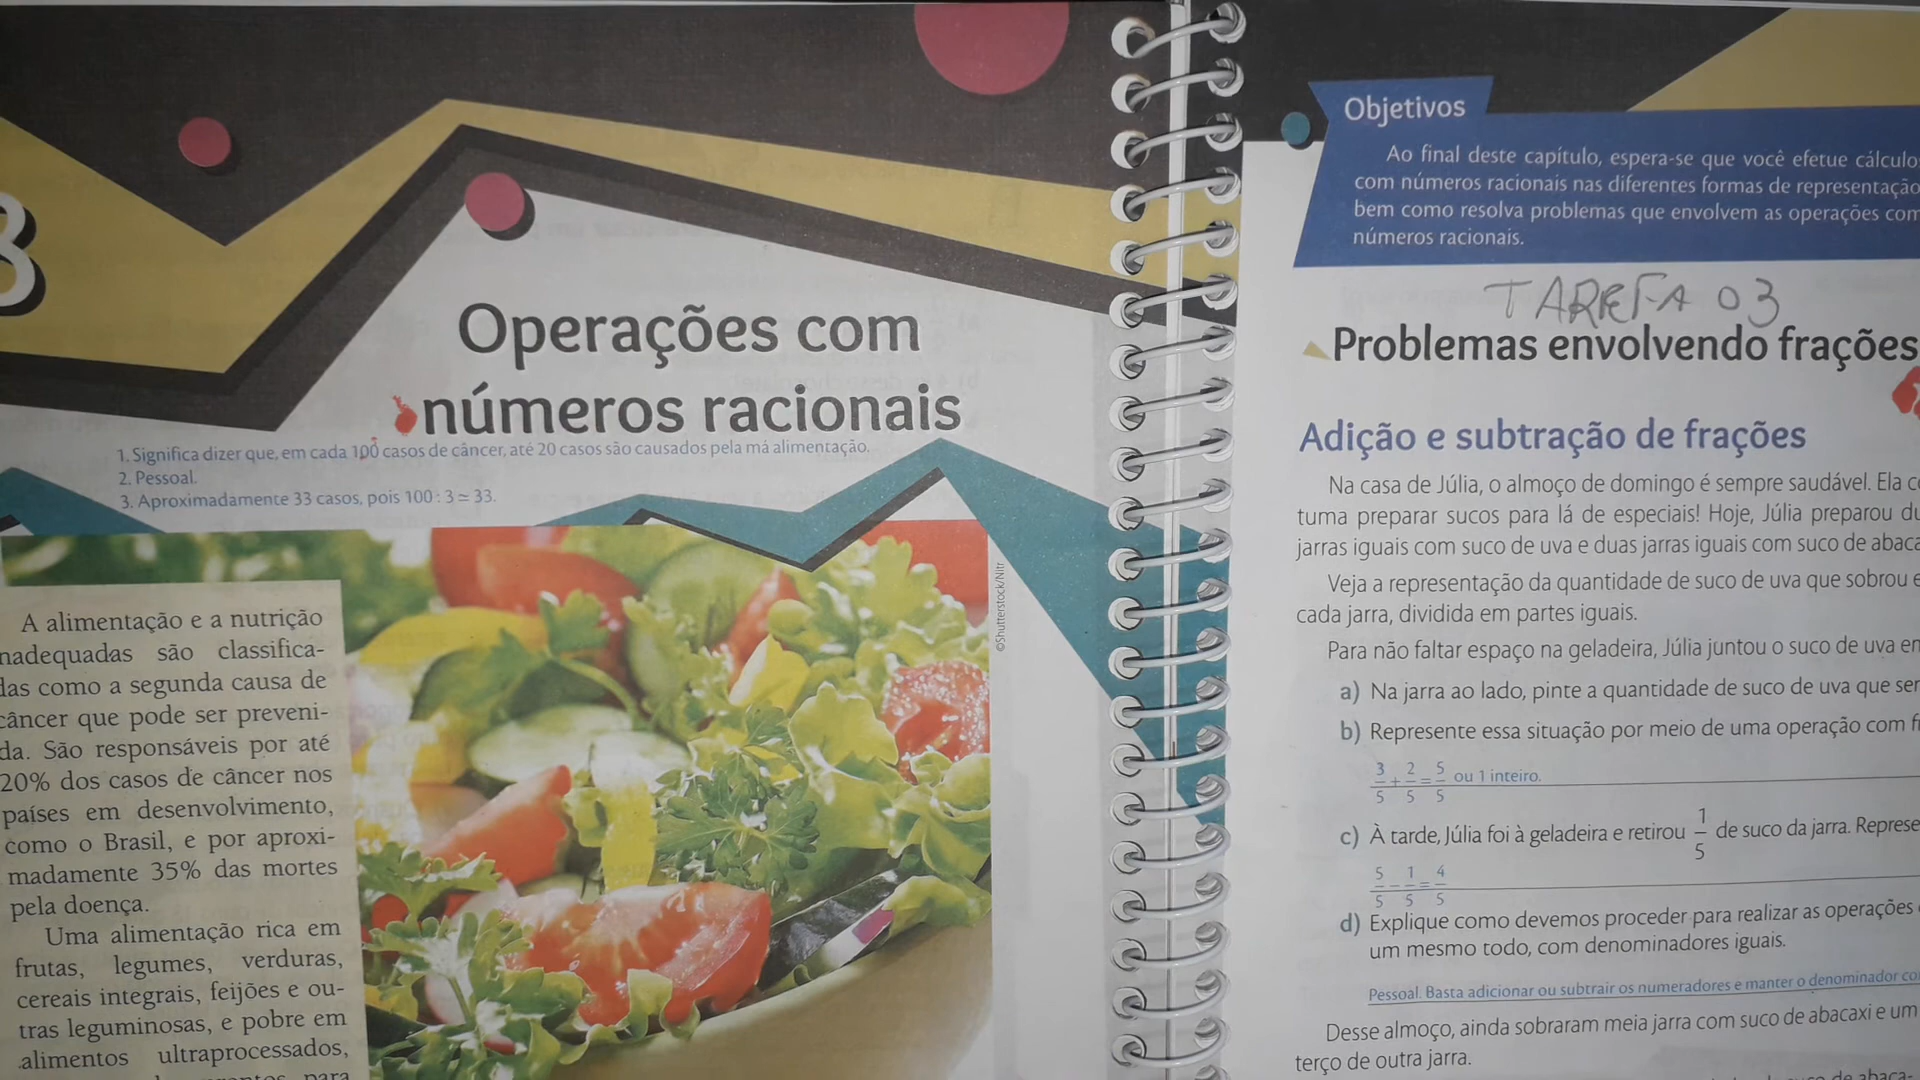 3
Operações com
números racionais
1. Significa dizer que, em cada 100 casos de câncer, até 20 casos são causados pela má alimentação.
2. Pessoal.
3. Aproximadamente 33 casos, pois 100 : 3 ≃ 33.
©Shutterstock/Nitr
A alimentação e a nutrição
nadequadas são classifica-
das como a segunda causa de
câncer que pode ser preveni-
da. São responsáveis por até
20% dos casos de câncer nos
países em desenvolvimento,
como o Brasil, e por aproxi-
madamente 35% das mortes
pela doença.
Uma alimentação rica em
frutas, legumes, verduras,
cereais integrais, feijões e ou-
tras leguminosas, e pobre em
alimentos ultraprocessados,
para
Objetivos
Ao final deste capítulo, espera-se que você efetue cálculo
com números racionais nas diferentes formas de representação
bem como resolva problemas que envolvem as operações com
números racionais.
TAREFA 03
Problemas envolvendo frações
Adição e subtração de frações
Na casa de Júlia, o almoço de domingo é sempre saudável. Ela c
tuma preparar sucos para lá de especiais! Hoje, Júlia preparou du
jarras iguais com suco de uva e duas jarras iguais com suco de abaca
Veja a representação da quantidade de suco de uva que sobrou e
cada jarra, dividida em partes iguais.
Para não faltar espaço na geladeira, Júlia juntou o suco de uva em
a) Na jarra ao lado, pinte a quantidade de suco de uva que ser
b) Represente essa situação por meio de uma operação com f
3/5 + 2/5 = 5/5 ou 1 inteiro.
c) À tarde, Júlia foi à geladeira e retirou 1/5 de suco da jarra. Represe
5/5 − 1/5 = 4/5
d) Explique como devemos proceder para realizar as operações
um mesmo todo, com denominadores iguais.
Pessoal. Basta adicionar ou subtrair os numeradores e manter o denominador co
Desse almoço, ainda sobraram meia jarra com suco de abacaxi e um
terço de outra jarra.
de abaca-